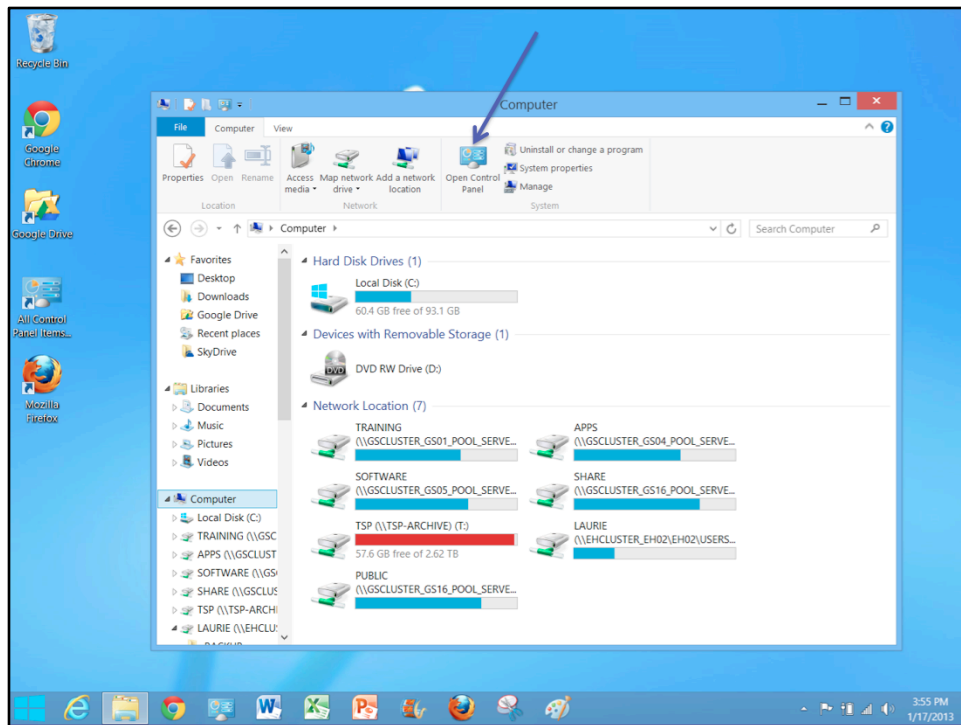 Recycle Bin
Google
Chrome
Google Drive
All Control
Panel Items...
Mozilla
Firefox
Computer
File Computer View
Properties Open Rename
Location
Access
media
Map network
drive
Add a network
location
Network
Open Control
Panel
Uninstall or change a program
System properties
Manage
System
Computer
Search Computer
Favorites
Desktop
Downloads
Google Drive
Recent places
SkyDrive
Libraries
Documents
Music
Pictures
Videos
Computer
Local Disk (C:)
TRAINING (\\GSC
APPS (\\GSCLUST
SOFTWARE (\\GS
SHARE (\\GSCLUS
TSP (\\TSP-ARCHI
LAURIE (\\EHCLU
BACKUP
Hard Disk Drives (1)
Local Disk (C:)
60.4 GB free of 93.1 GB
Devices with Removable Storage (1)
DVD
DVD RW Drive (D:)
Network Location (7)
TRAINING
(\\GSCLUSTER_GS01_POOL_SERVE...
APPS
(\\GSCLUSTER_GS04_POOL_SERVE...
SOFTWARE
(\\GSCLUSTER_GS05_POOL_SERVE...
SHARE
(\\GSCLUSTER_GS16_POOL_SERVE...
TSP (\\TSP-ARCHIVE) (T:)
57.6 GB free of 2.62 TB
LAURIE
(\\EHCLUSTER_EH02\EH02\USERS...
PUBLIC
(\\GSCLUSTER_GS16_POOL_SERVE...
3:55 PM
1/17/2013